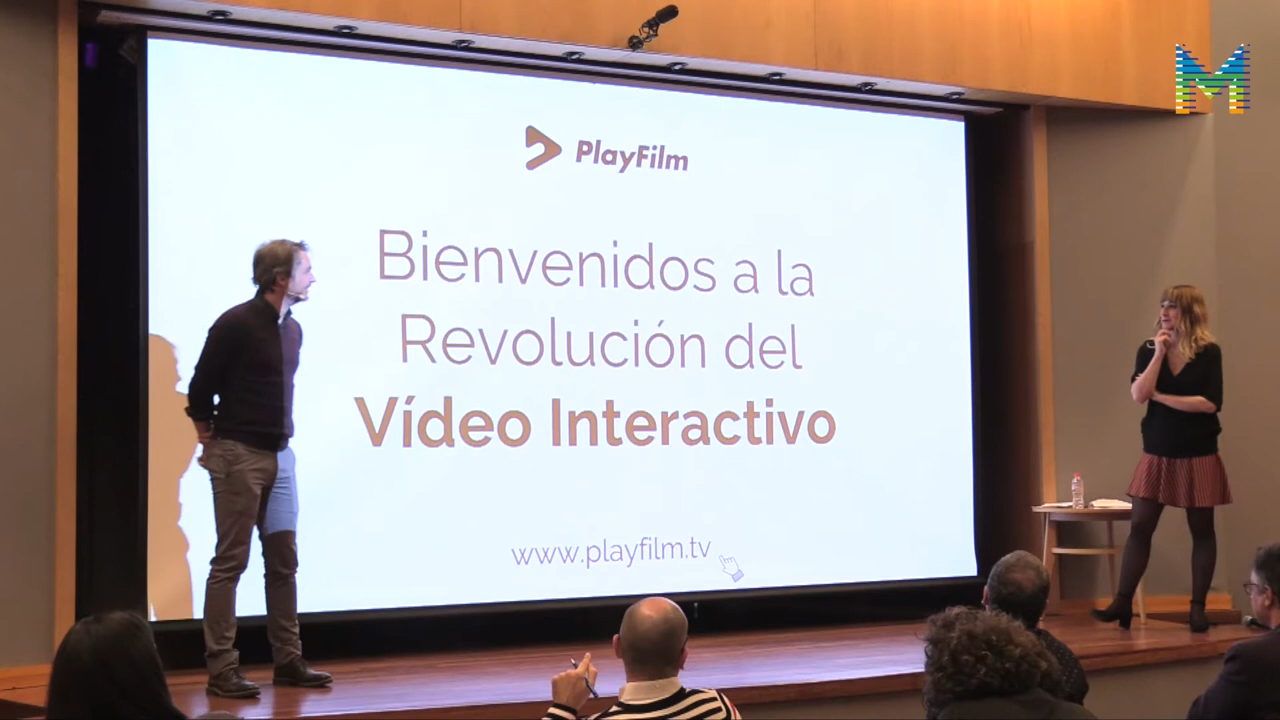 PlayFilm
Bienvenidos a la
Revolución del
Vídeo Interactivo
www.playfilm.tv
M